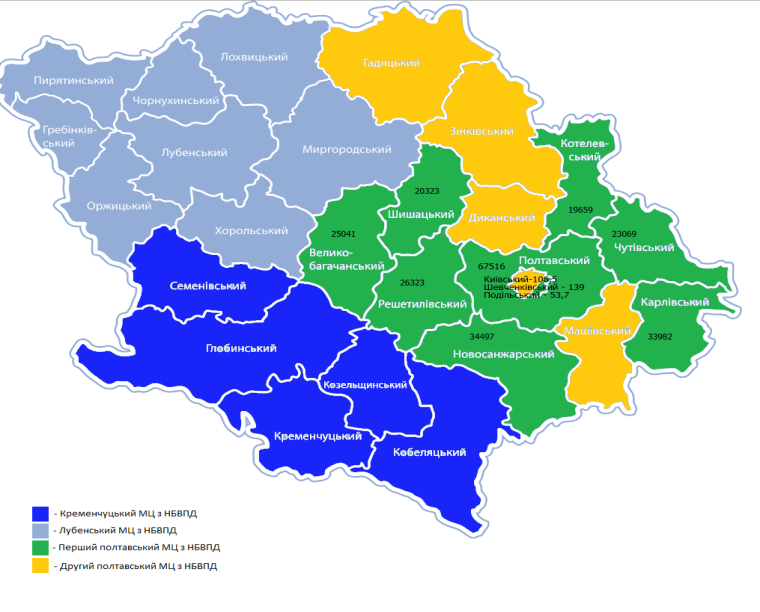 Лохвицький
Гадяцький
Пирятинський
Чорнухинський
Гребінків-
ський
Зінківський
Котелев-
ський
Лубенський
Миргородський
20323
Оржицький
Шишацький
19659
Диканський
Хорольський
25041
23069
Чутівський
Велико-
багачанський
67516
Полтавський
Київський-106,5
Шевченківський - 139
Подільський - 53,7
Семенівський
26323
Решетилівський
Карлівський
Машівський
34497
33982
Глобинський
Новосанжарський
Козельщинський
Кременчуцький
Кобеляцький
- Кременчуцький МЦ з НБВПД
- Лубенський МЦ з НБВПД
- Перший полтавський МЦ з НБВПД
- Другий полтавський МЦ з НБВПД